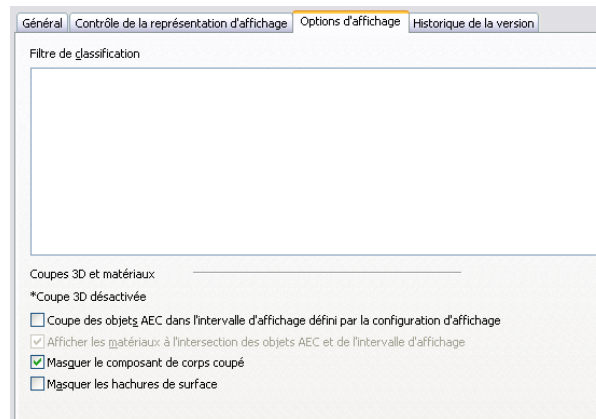 Général Contrôle de la représentation d'affichage Options d'affichage Historique de la version
Filtre de classification
Coupes 3D et matériaux
*Coupe 3D désactivée
Coupe des objets AEC dans l'intervalle d'affichage défini par la configuration d'affichage
Afficher les matériaux à l'intersection des objets AEC et de l'intervalle d'affichage
Masquer le composant de corps coupé
Masquer les hachures de surface